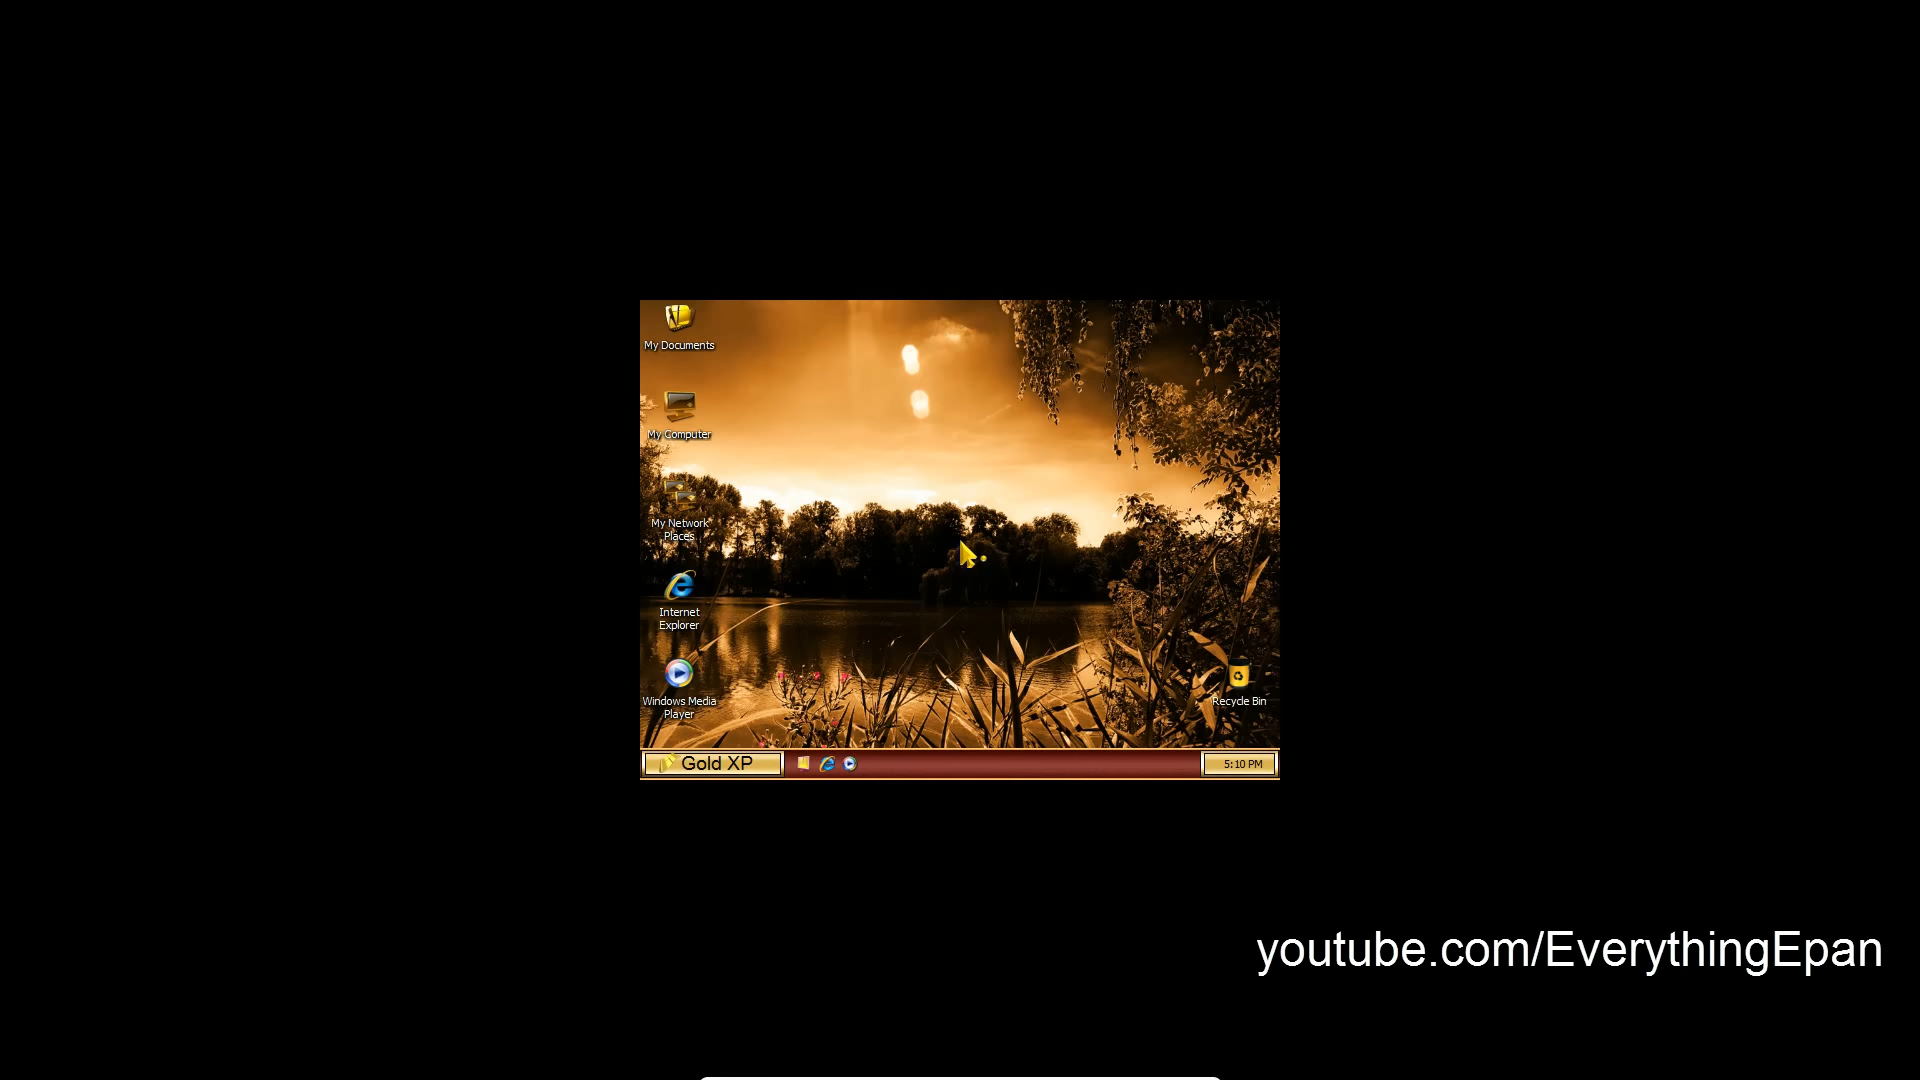 My Documents
My Computer
My Network
Places
Internet
Explorer
Windows Media
Player
Recycle Bin
Gold XP
5:10 PM
youtube.com/EverythingEpan